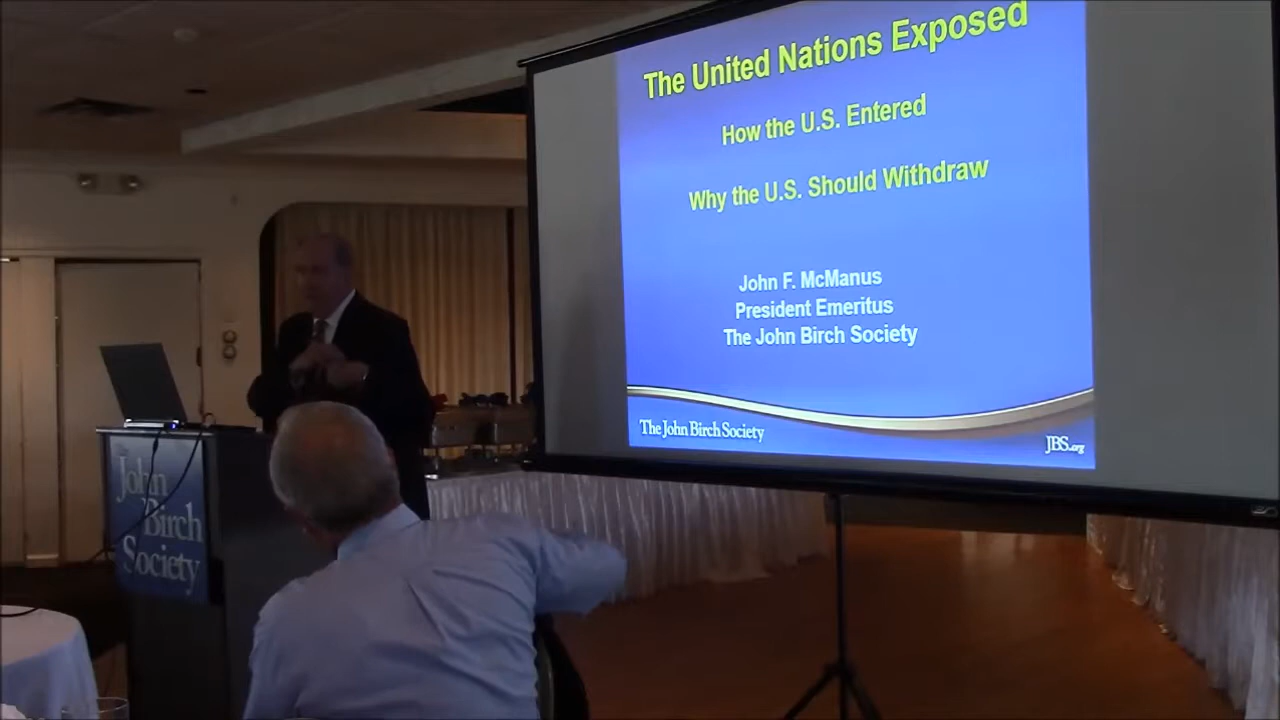 The United Nations Exposed
How the U.S. Entered
Why the U.S. Should Withdraw
John F. McManus
President Emeritus
The John Birch Society
The John Birch Society
JBS.org
The
John
Birch
Society